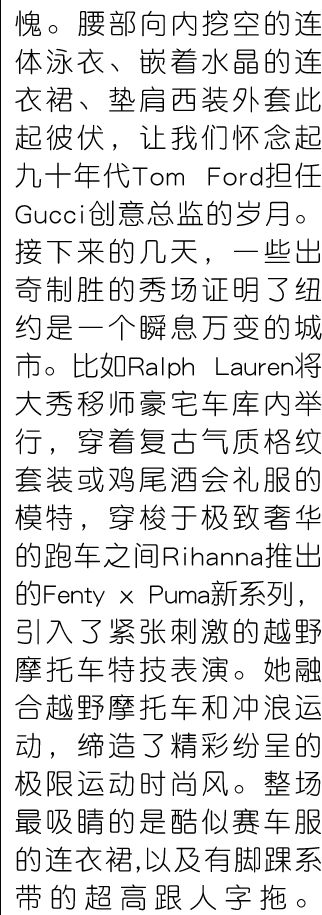 愧。腰部向内挖空的连
体泳衣、嵌着水晶的连
衣裙、垫肩西装外套此
起彼伏，让我们怀念起
九十年代Tom Ford担任
Gucci创意总监的岁月。
接下来的几天，一些出
奇制胜的秀场证明了纽
约是一个瞬息万变的城
市。比如Ralph Lauren将
大秀移师豪宅车库内举
行，穿着复古气质格纹
套装或鸡尾酒会礼服的
模特，穿梭于极致奢华
的跑车之间Rihanna推出
的Fenty x Puma新系列，
引入了紧张刺激的越野
摩托车特技表演。她融
合越野摩托车和冲浪运
动，缔造了精彩纷呈的
极限运动时尚风。整场
最吸睛的是酷似赛车服
的连衣裙,以及有脚踝系
带的超高跟人字拖。